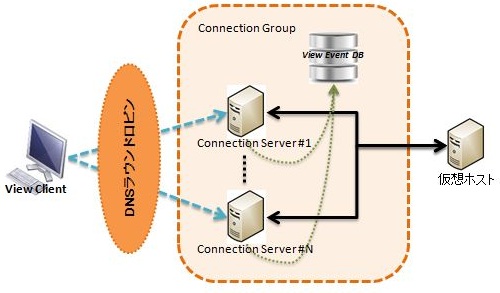 Connection Group
View Event DB
DNSラウンドロビン
Connection Server #1
View Client
仮想ホスト
Connection Server #N